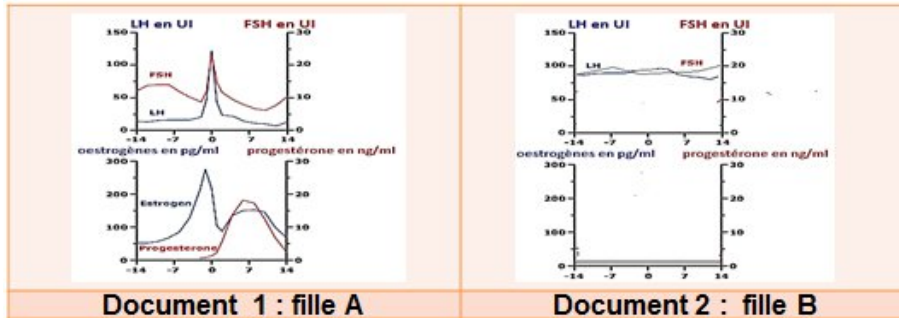 LH en UI FSH en UI
150 30
100 20
FSH
50 10
LH
0 0
-14 -7 0 7 14
oestrogènes en pg/ml progestérone en ng/ml
300 30
200 20
Estrogen
100 10
Progesterone
0 0
-14 -7 0 7 14
Document 1 : fille A
LH en UI FSH en UI
150 30
100 20
LH FSH
50 10
0 0
-14 -7 0 7 14
oestrogènes en pg/ml progestérone en ng/ml
300 30
200 20
100 10
0 0
-14 -7 0 7 14
Document 2 : fille B